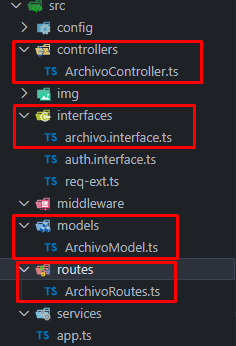 src
config
controllers
TS ArchivoController.ts
img
interfaces
TS archivo.interface.ts
TS auth.interface.ts
TS req-ext.ts
middleware
models
TS ArchivoModel.ts
routes
TS ArchivoRoutes.ts
services
TS app.ts